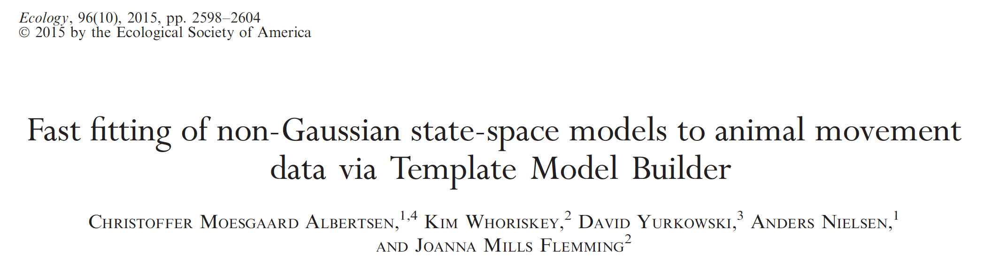 Ecology, 96(10), 2015, pp. 2598–2604
© 2015 by the Ecological Society of America
Fast fitting of non-Gaussian state-space models to animal movement
data via Template Model Builder
Christoffer Moesgaard Albertsen,1,4 Kim Whoriskey,2 David Yurkowski,3 Anders Nielsen,1
and Joanna Mills Flemming2